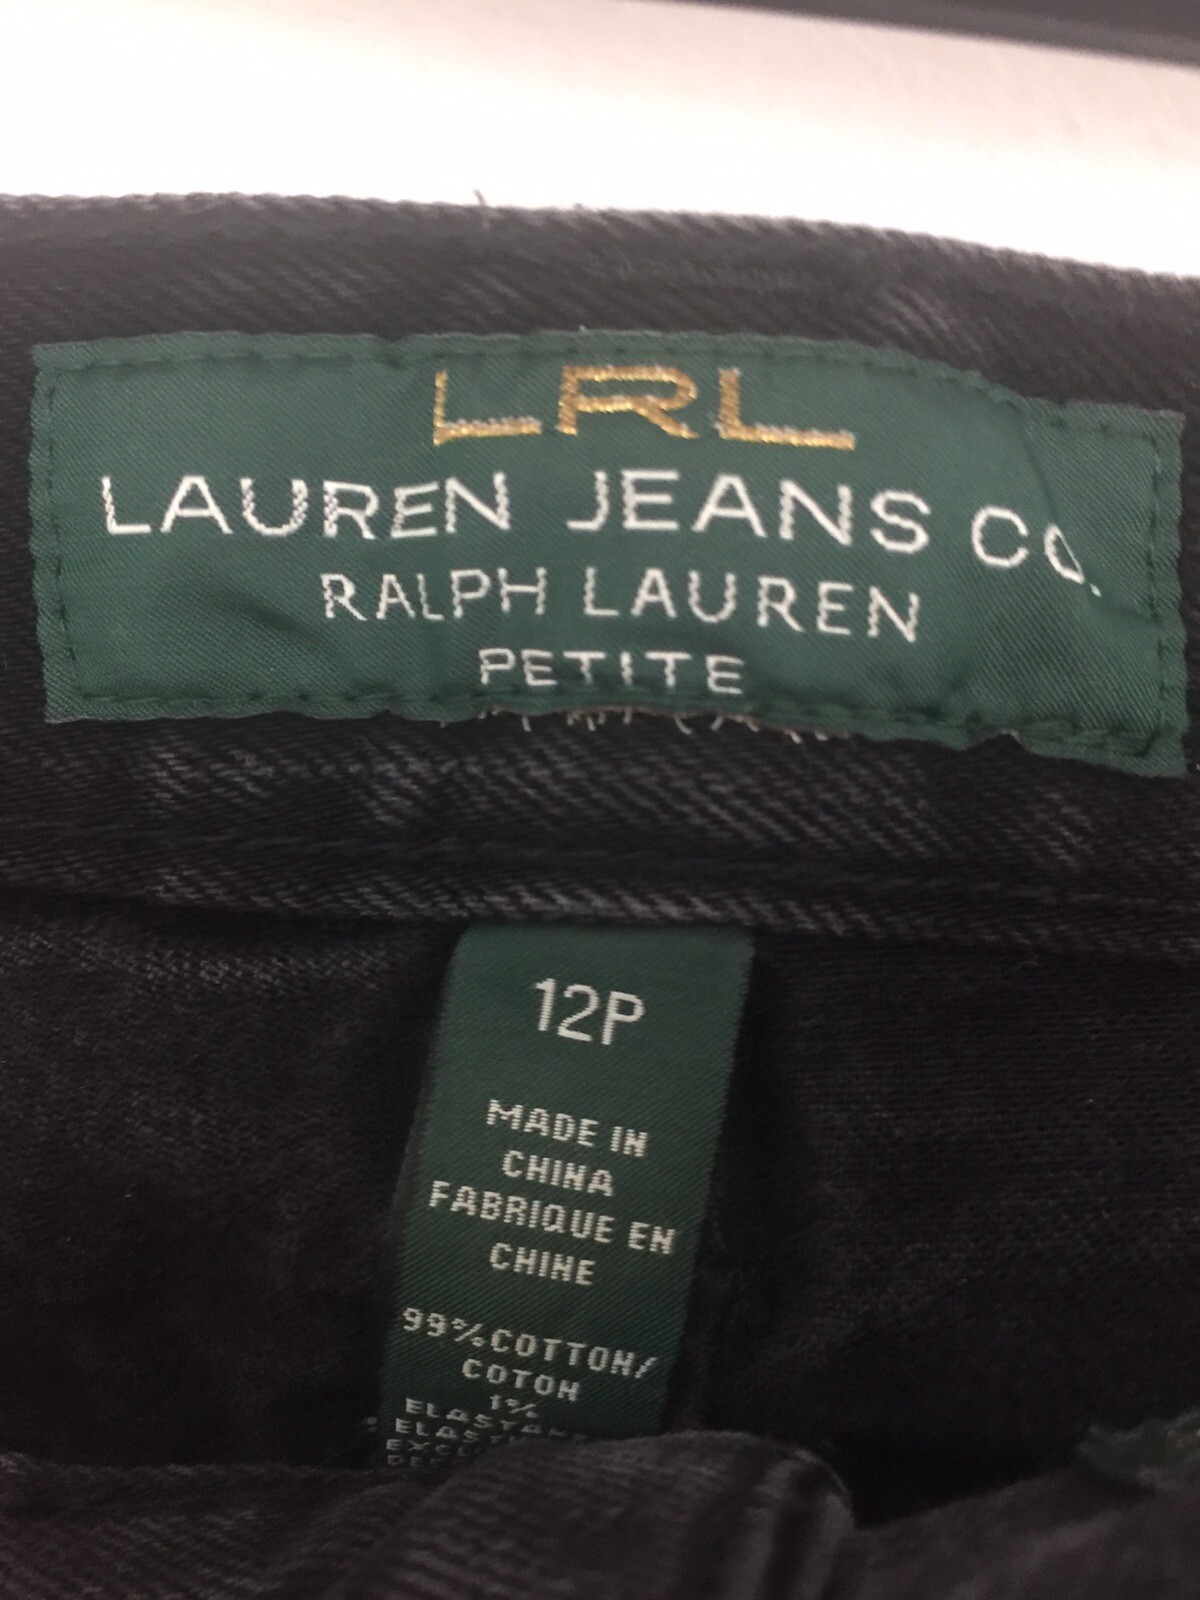 LRL
LAUREN JEANS CO.
RALPH LAUREN
PETITE
12P
MADE IN
CHINA
FABRIQUE EN
CHINE
99%COTTON/
COTON
1%